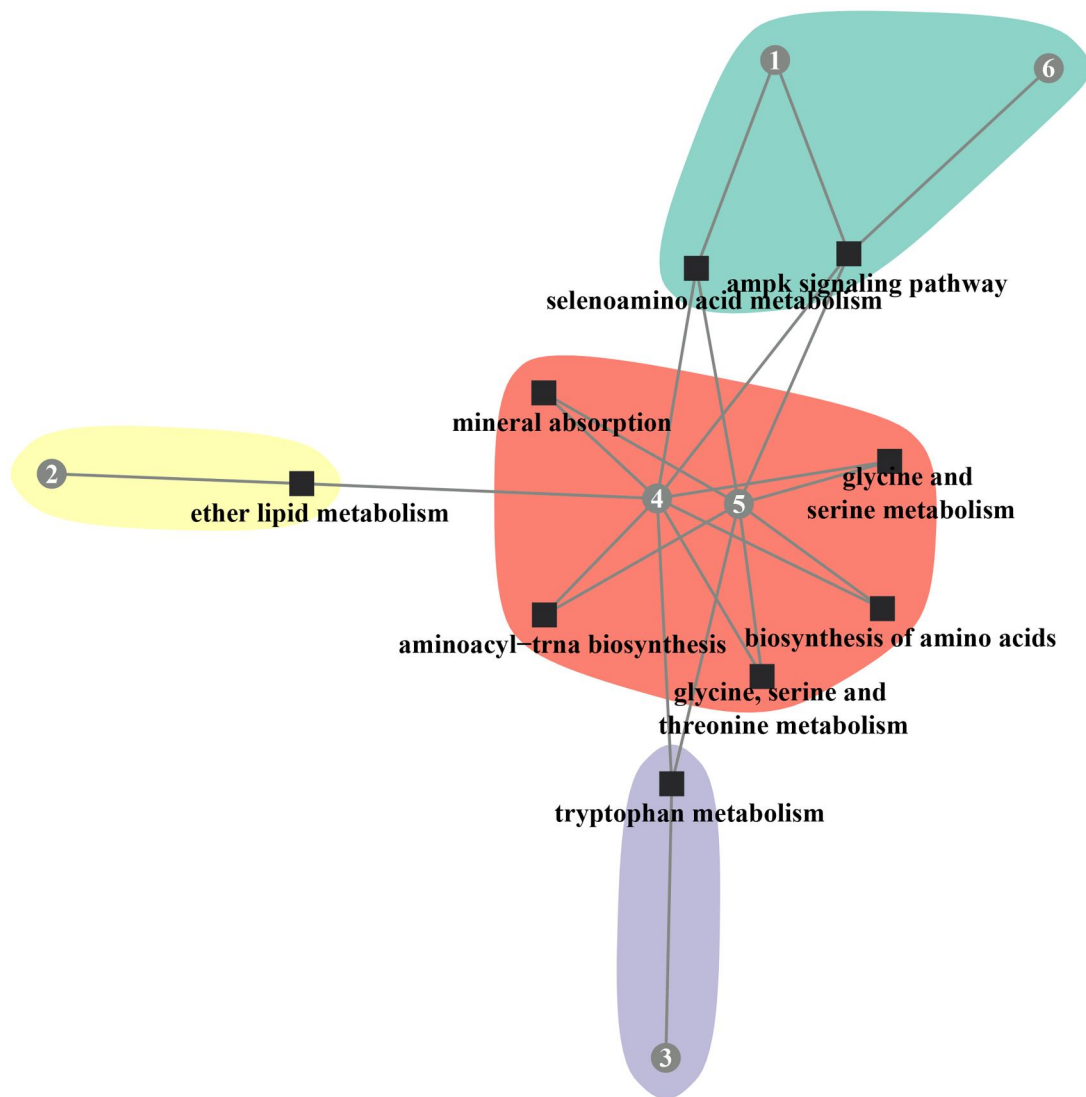 1
6
ampk signaling pathway
selenoamino acid metabolism
mineral absorption
2
ether lipid metabolism
4
5
glycine and
serine metabolism
aminoacyl−trna biosynthesis
biosynthesis of amino acids
glycine, serine and
threonine metabolism
tryptophan metabolism
3